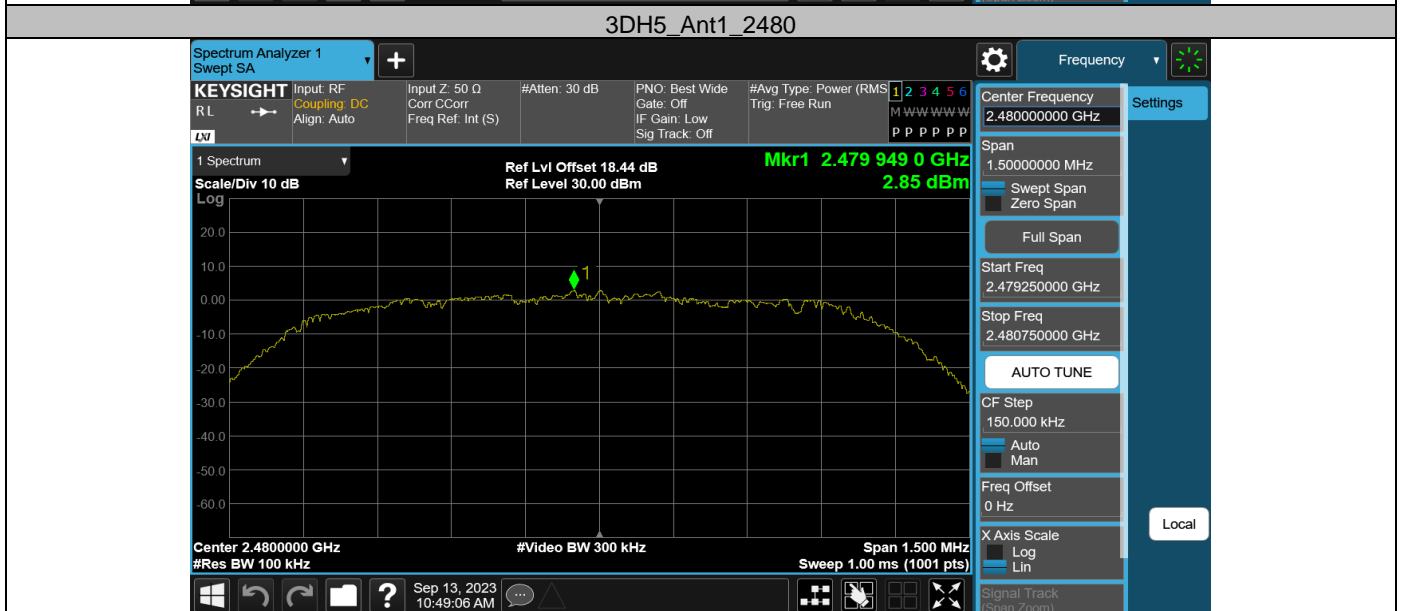 3DH5_Ant1_2480
Spectrum Analyzer 1
Swept SA
+
Frequency
KEYSIGHT
RL
LXI
Input: RF
Coupling: DC
Align: Auto
Input Z: 50 Ω
Corr CCorr
Freq Ref: Int (S)
#Atten: 30 dB
PNO: Best Wide
Gate: Off
IF Gain: Low
Sig Track: Off
#Avg Type: Power (RMS
Trig: Free Run
1 2 3 4 5 6
M W W W W W
P P P P P P
1 Spectrum
Scale/Div 10 dB
Log
Ref Lvl Offset 18.44 dB
Ref Level 30.00 dBm
Mkr1 2.479 949 0 GHz
2.85 dBm
20.0
10.0
0.00
-10.0
-20.0
-30.0
-40.0
-50.0
-60.0
1
Center 2.4800000 GHz
#Res BW 100 kHz
#Video BW 300 kHz
Span 1.500 MHz
Sweep 1.00 ms (1001 pts)
Center Frequency
2.480000000 GHz
Settings
Span
1.50000000 MHz
Swept Span
Zero Span
Full Span
Start Freq
2.479250000 GHz
Stop Freq
2.480750000 GHz
AUTO TUNE
CF Step
150.000 kHz
Auto
Man
Freq Offset
0 Hz
X Axis Scale
Log
Lin
Signal Track
(Span Zoom)
Local
?
Sep 13, 2023
10:49:06 AM